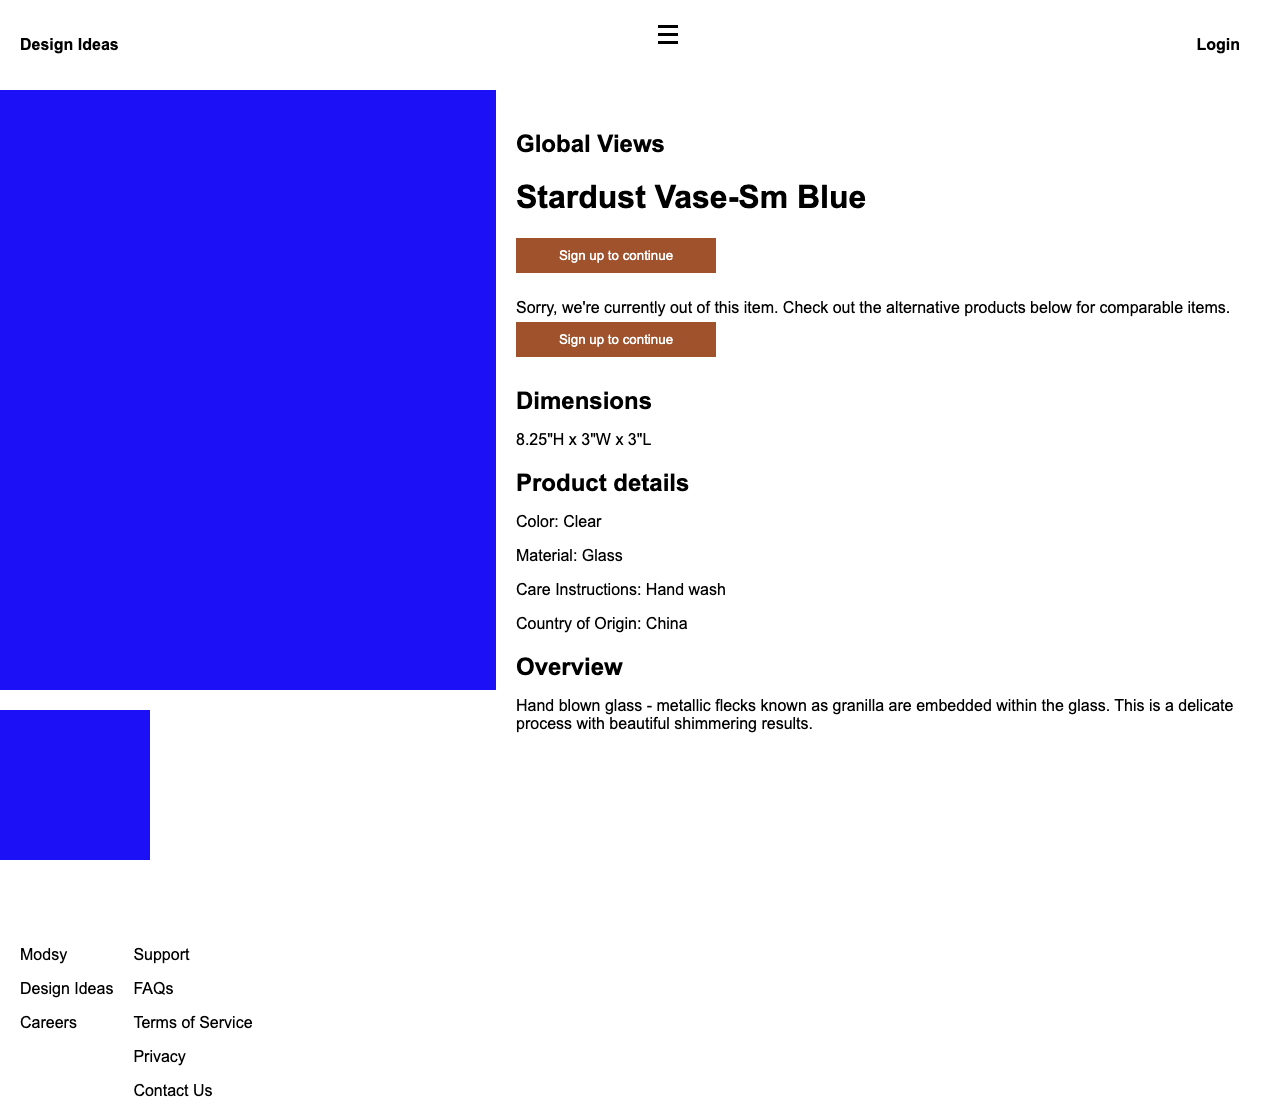 Design Ideas
Login
Global Views
Stardust Vase-Sm Blue
Sign up to continue
Sorry, we're currently out of this item. Check out the alternative products below for comparable items.
Sign up to continue
Dimensions
8.25"H x 3"W x 3"L
Product details
Color: Clear
Material: Glass
Care Instructions: Hand wash
Country of Origin: China
Overview
Hand blown glass - metallic flecks known as granilla are embedded within the glass. This is a delicate
process with beautiful shimmering results.
Modsy
Design Ideas
Careers
Support
FAQs
Terms of Service
Privacy
Contact Us